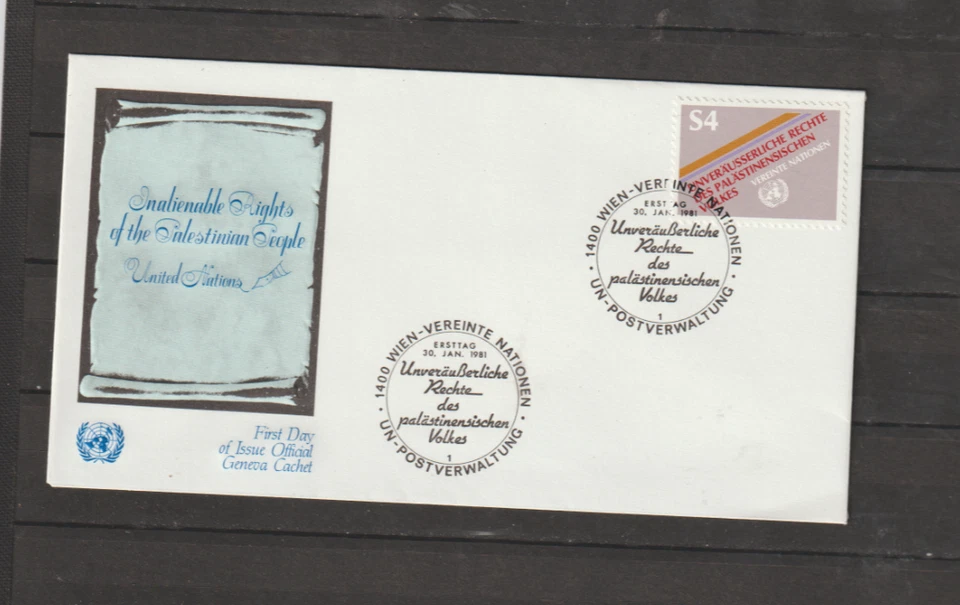 Inalienable Rights
of the Palestinian People
United Nations
First Day
of Issue Official
Geneva Cachet
S4
UNVERÄUSSERLICHE RECHTE
DES PALÄSTINENSISCHEN
VOLKES
VEREINTE NATIONEN
1400 WIEN-VEREINTE NATIONEN
ERSTTAG
30. JAN. 1981
Unveräußerliche
Rechte
des
palästinensischen
Volkes
1
UN-POSTVERWALTUNG
1400 WIEN-VEREINTE NATIONEN
ERSTTAG
30. JAN. 1981
Unveräußerliche
Rechte
des
palästinensischen
Volkes
1
UN-POSTVERWALTUNG